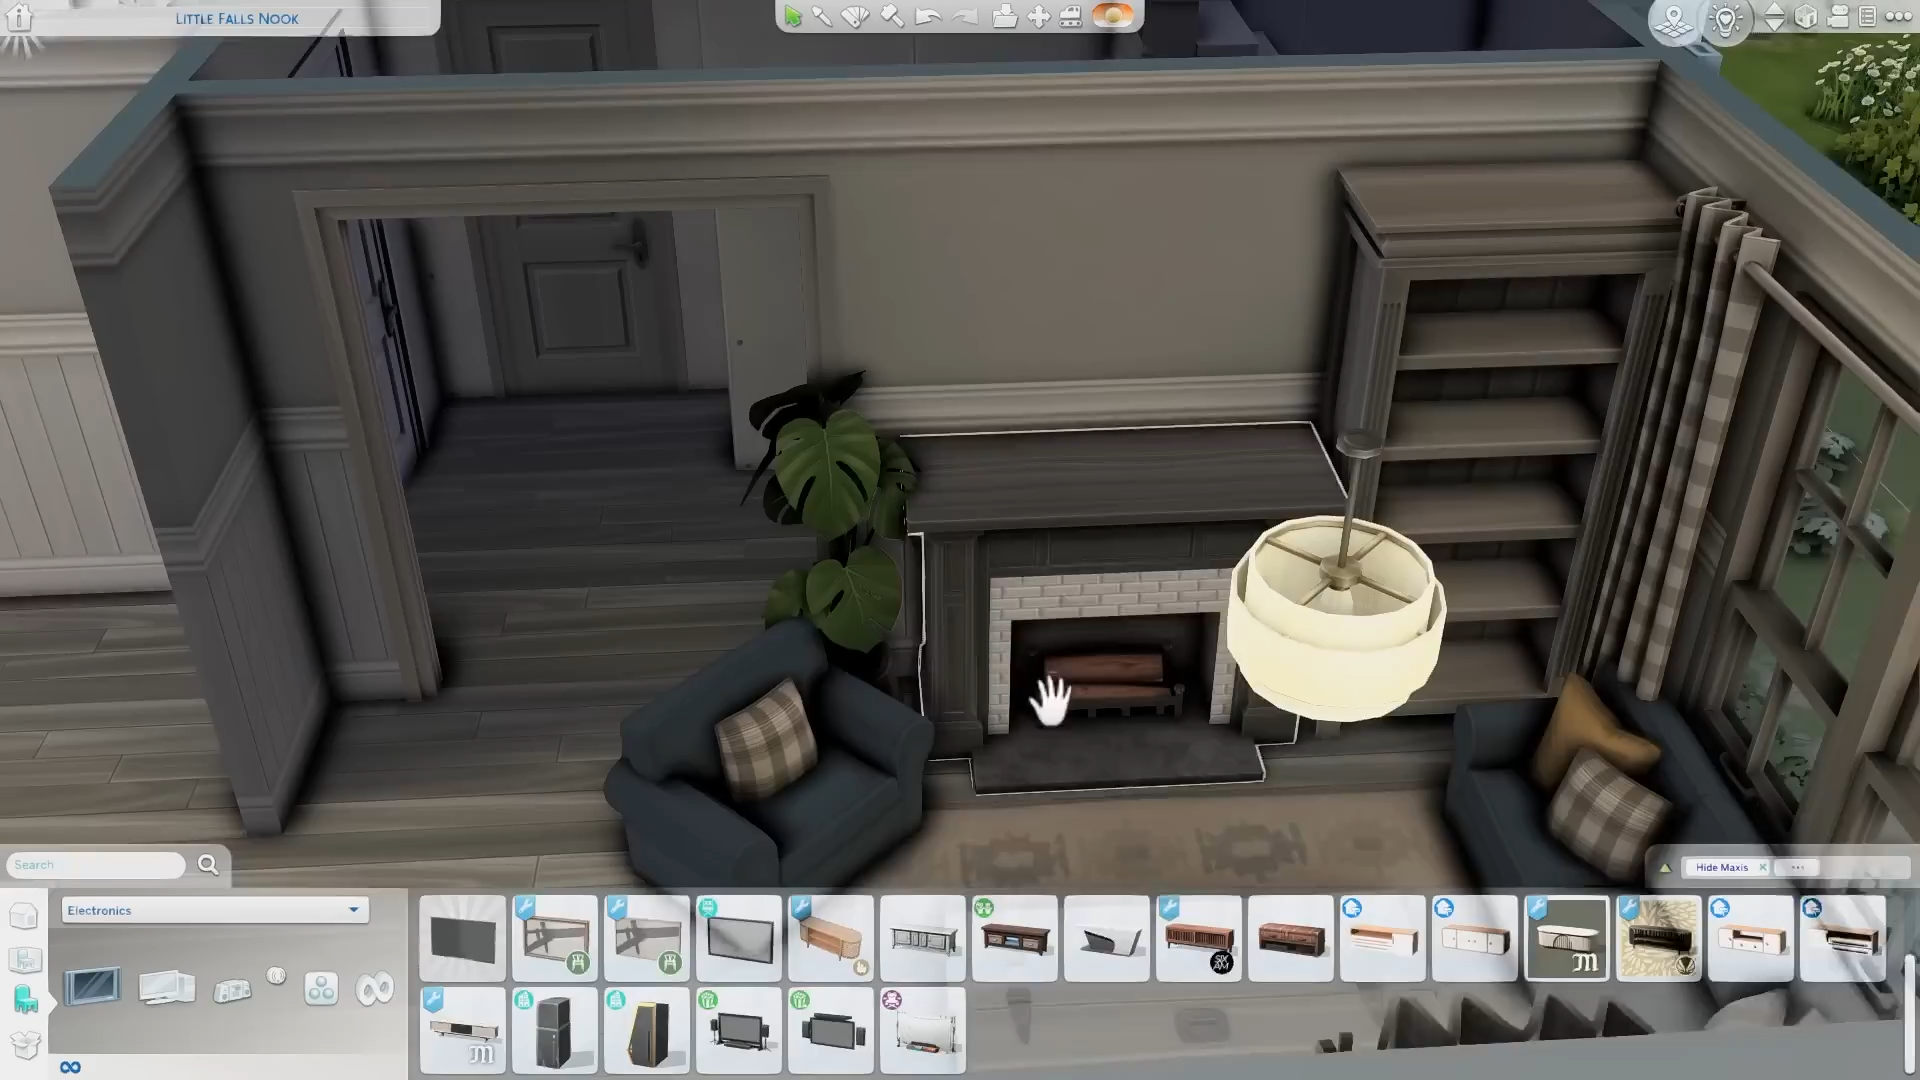 LITTLE FALLS NOOK
Search
Hide Maxis
Electronics
m
m